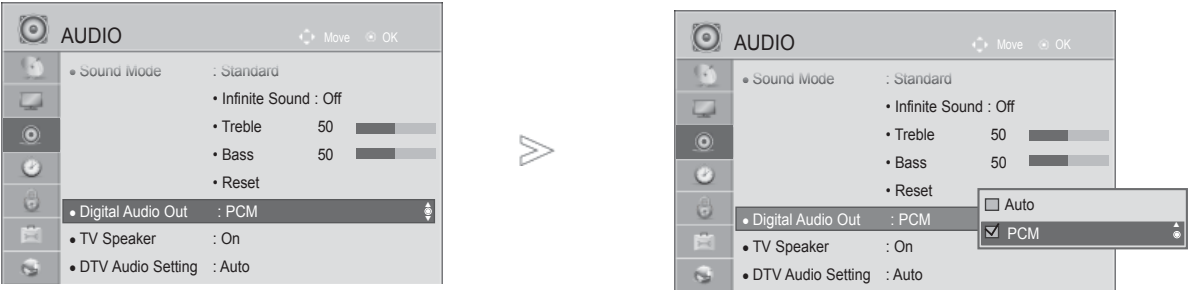 AUDIO
Move OK
• Sound Mode : Standard
• Infinite Sound : Off
• Treble 50
• Bass 50
• Reset
• Digital Audio Out : PCM
• TV Speaker : On
• DTV Audio Setting : Auto
AUDIO
Move OK
• Sound Mode : Standard
• Infinite Sound : Off
• Treble 50
• Bass 50
• Reset
• Digital Audio Out : PCM
• TV Speaker : On
• DTV Audio Setting : Auto
Auto
PCM